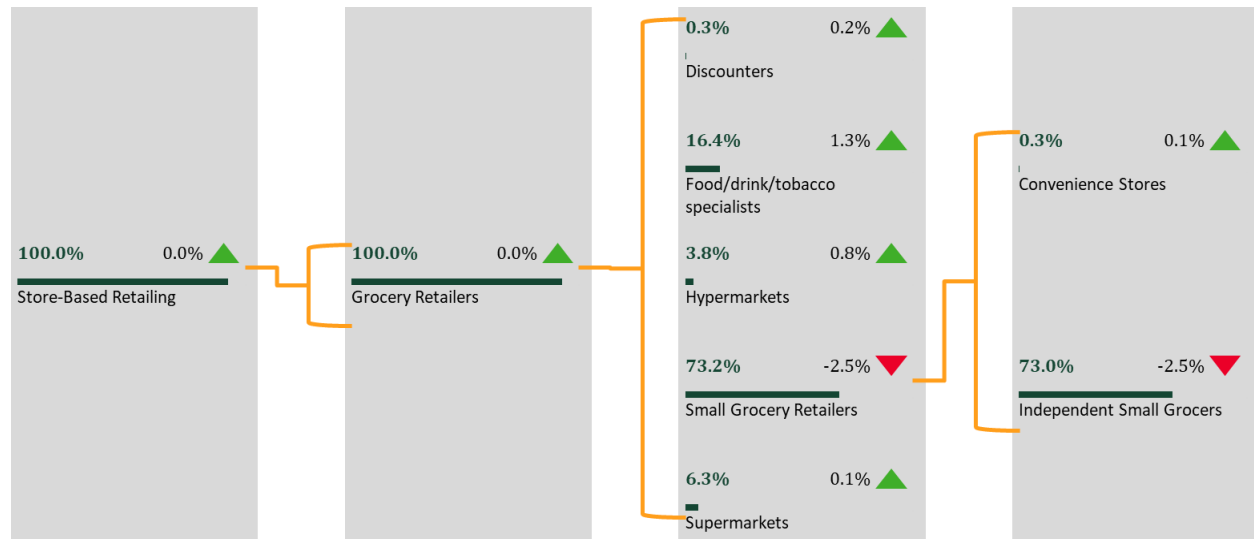 100.0% 0.0%
Store-Based Retailing
100.0% 0.0%
Grocery Retailers
0.3% 0.2%
Discounters
16.4% 1.3%
Food/drink/tobacco
specialists
3.8% 0.8%
Hypermarkets
73.2% -2.5%
Small Grocery Retailers
6.3% 0.1%
Supermarkets
0.3% 0.1%
Convenience Stores
73.0% -2.5%
Independent Small Grocers